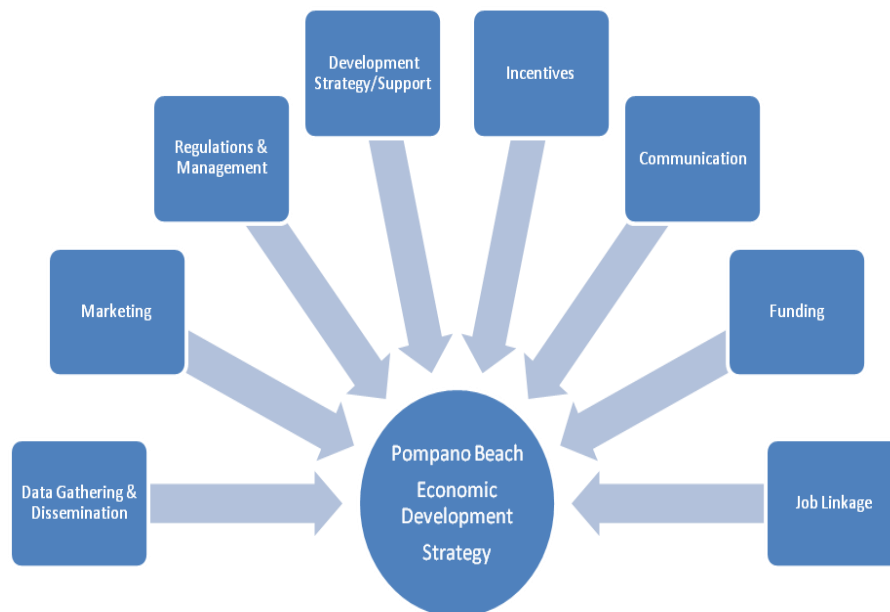 Development
Strategy/Support
Incentives
Regulations &
Management
Communication
Marketing
Funding
Data Gathering &
Dissemination
Pompano Beach
Economic
Development
Strategy
Job Linkage